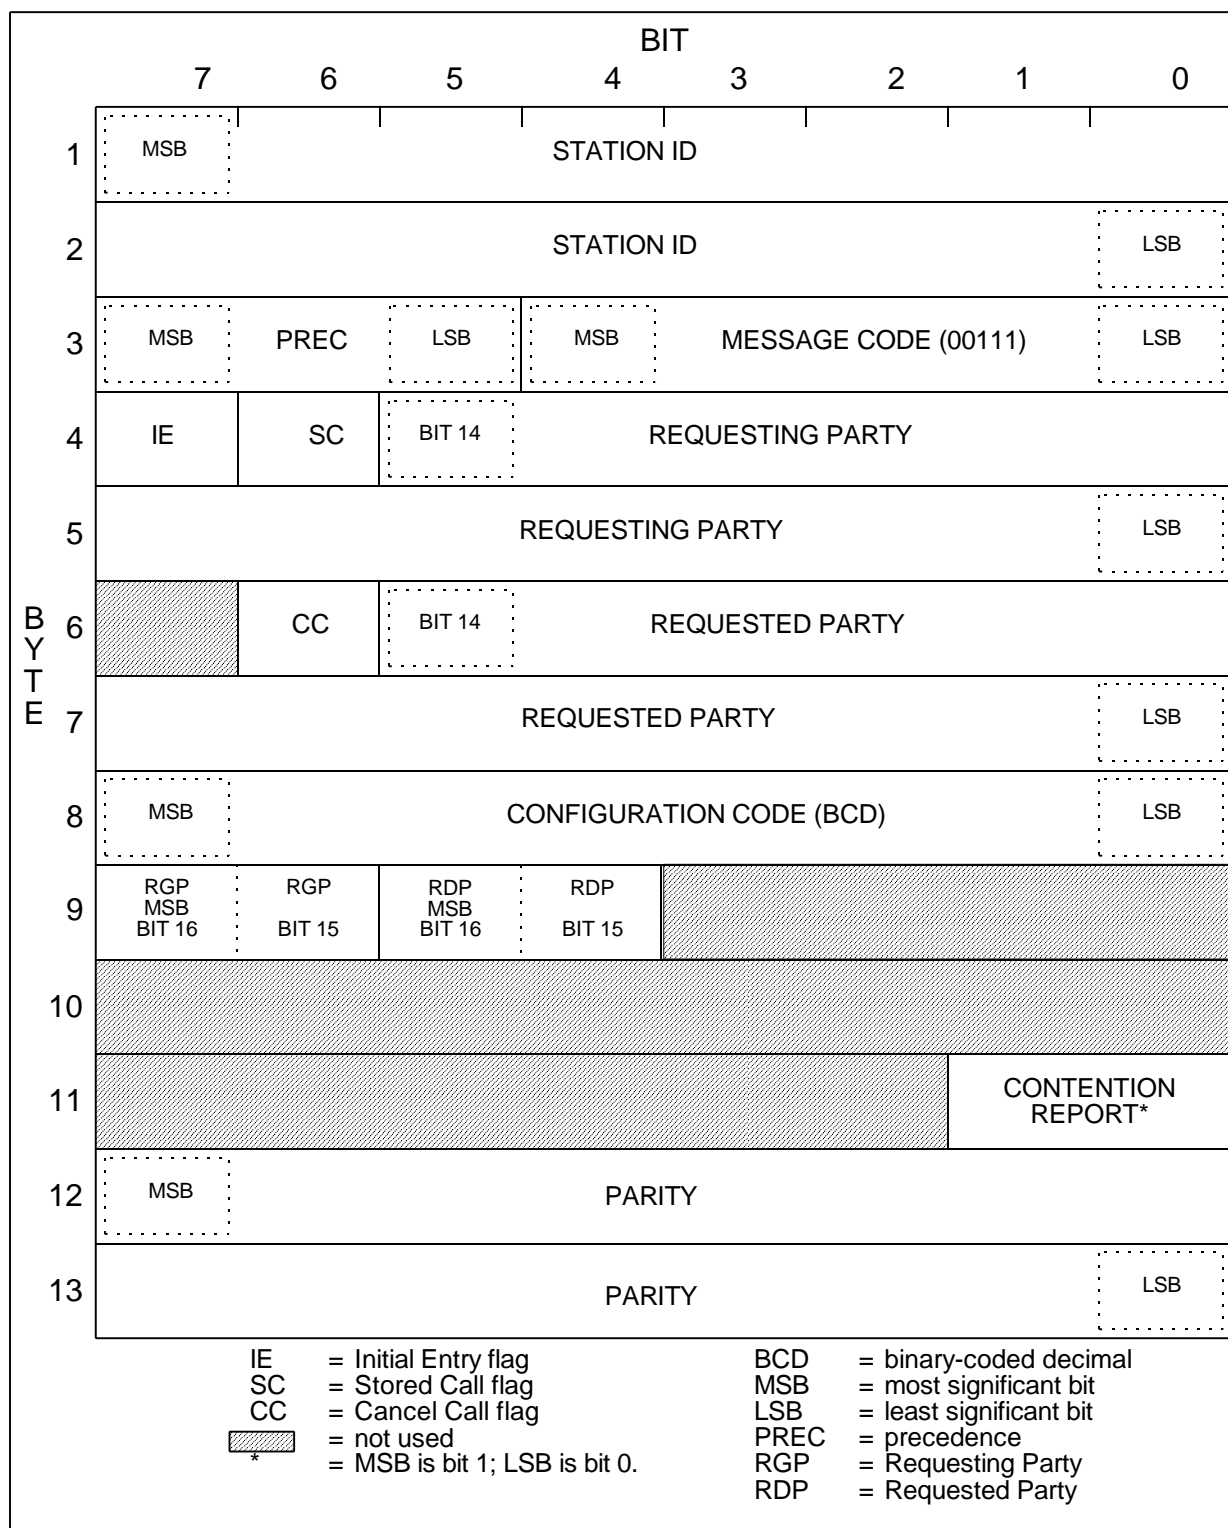 BIT
7 6 5 4 3 2 1 0
1 MSB STATION ID
2 STATION ID LSB
3 MSB PREC LSB MSB MESSAGE CODE (00111) LSB
4 IE SC BIT 14 REQUESTING PARTY
5 REQUESTING PARTY LSB
BYTE
6 CC BIT 14 REQUESTED PARTY
7 REQUESTED PARTY LSB
8 MSB CONFIGURATION CODE (BCD) LSB
9
RGP MSB BIT 16
RGP BIT 15
RDP MSB BIT 16
RDP BIT 15
10
11 CONTENTION
REPORT*
12 MSB PARITY
13 PARITY LSB
IE = Initial Entry flag
SC = Stored Call flag
CC = Cancel Call flag
= not used
* = MSB is bit 1; LSB is bit 0.
BCD = binary-coded decimal
MSB = most significant bit
LSB = least significant bit
PREC = precedence
RGP = Requesting Party
RDP = Requested Party